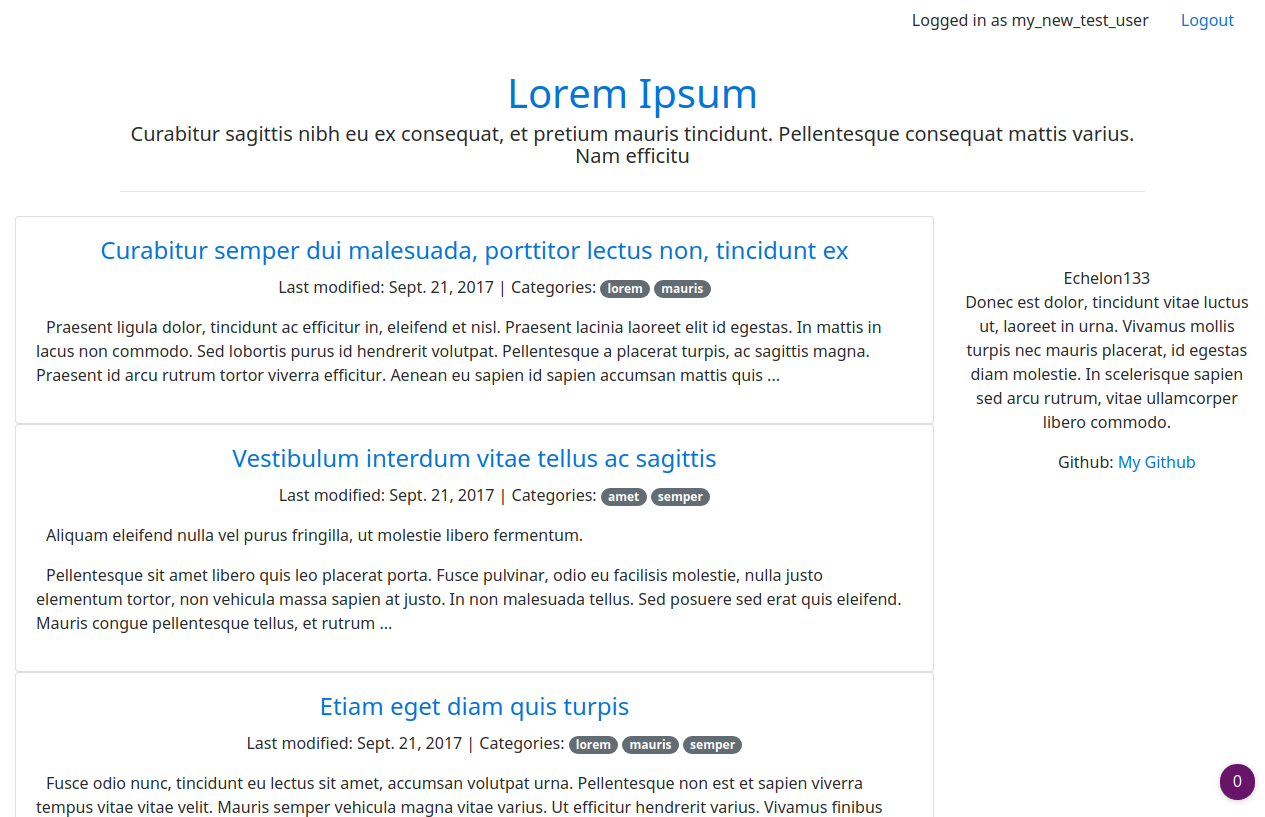 Logged in as my_new_test_user Logout
Lorem Ipsum
Curabitur sagittis nibh eu ex consequat, et pretium mauris tincidunt. Pellentesque consequat mattis varius.
Nam efficitu
Curabitur semper dui malesuada, porttitor lectus non, tincidunt ex
Last modified: Sept. 21, 2017 | Categories: lorem mauris
Praesent ligula dolor, tincidunt ac efficitur in, eleifend et nisl. Praesent lacinia laoreet elit id egestas. In mattis in
lacus non commodo. Sed lobortis purus id hendrerit volutpat. Pellentesque a placerat turpis, ac sagittis magna.
Praesent id arcu rutrum tortor viverra efficitur. Aenean eu sapien id sapien accumsan mattis quis ...
Vestibulum interdum vitae tellus ac sagittis
Last modified: Sept. 21, 2017 | Categories: amet semper
Aliquam eleifend nulla vel purus fringilla, ut molestie libero fermentum.
Pellentesque sit amet libero quis leo placerat porta. Fusce pulvinar, odio eu facilisis molestie, nulla justo
elementum tortor, non vehicula massa sapien at justo. In non malesuada tellus. Sed posuere sed erat quis eleifend.
Mauris congue pellentesque tellus, et rutrum ...
Etiam eget diam quis turpis
Last modified: Sept. 21, 2017 | Categories: lorem mauris semper
Fusce odio nunc, tincidunt eu lectus sit amet, accumsan volutpat urna. Pellentesque non est et sapien viverra
tempus vitae vitae velit. Mauris semper vehicula magna vitae varius. Ut efficitur hendrerit varius. Vivamus finibus
Echelon133
Donec est dolor, tincidunt vitae luctus
ut, laoreet in urna. Vivamus mollis
turpis nec mauris placerat, id egestas
diam molestie. In scelerisque sapien
sed arcu rutrum, vitae ullamcorper
libero commodo.
Github: My Github
0